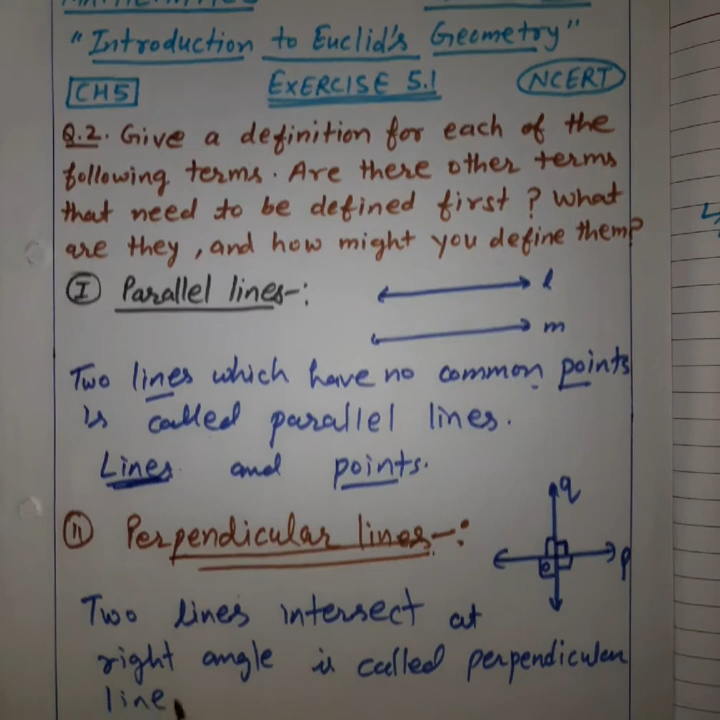 "Introduction to Euclid's Geometry"
CH5 EXERCISE 5.1 NCERT
Q.2. Give a definition for each of the
following terms. Are there other terms
that need to be defined first? What
are they, and how might you define them?
I Parallel lines-: l
m
Two lines which have no common points
is called parallel lines.
Lines and points.
q
II Perpendicular lines-:
p
Two lines intersect at
right angle is called perpendicular
line